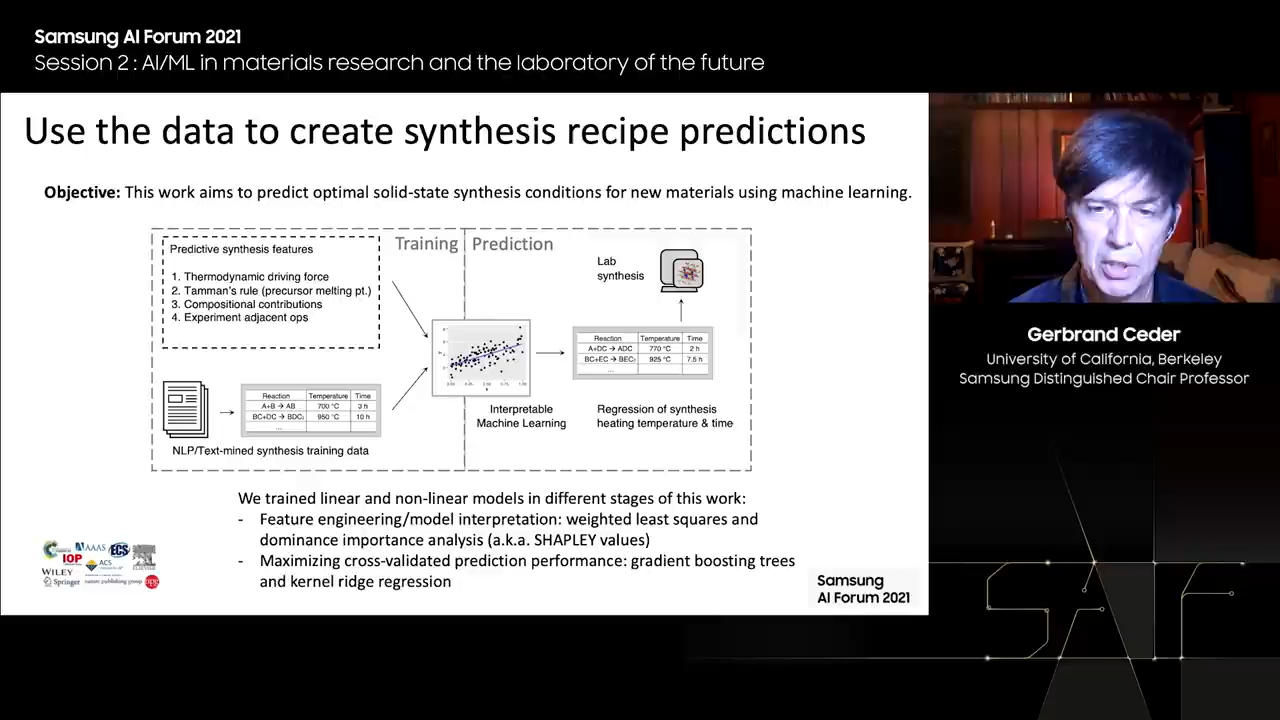 Samsung AI Forum 2021
Session 2 : AI/ML in materials research and the laboratory of the future
Use the data to create synthesis recipe predictions
Objective: This work aims to predict optimal solid-state synthesis conditions for new materials using machine learning.
Predictive synthesis features
1. Thermodynamic driving force
2. Tamman's rule (precursor melting pt.)
3. Compositional contributions
4. Experiment adjacent ops
Training
Prediction
Lab
synthesis
Reaction Temperature Time
A+DC → ADC 770 °C 2 h
BC+EC → BEC₂ 925 °C 7.5 h
...
Reaction Temperature Time
A+B → AB 700 °C 3 h
BC+DC → BDC₂ 950 °C 10 h
...
NLP/Text-mined synthesis training data
Interpretable
Machine Learning
Regression of synthesis
heating temperature & time
We trained linear and non-linear models in different stages of this work:
- Feature engineering/model interpretation: weighted least squares and
dominance importance analysis (a.k.a. SHAPLEY values)
- Maximizing cross-validated prediction performance: gradient boosting trees
and kernel ridge regression
AAAS
ECS
IOP
ACS
WILEY
Springer
nature publishing group
ELSEVIER
Samsung
AI Forum 2021
Gerbrand Ceder
University of California, Berkeley
Samsung Distinguished Chair Professor